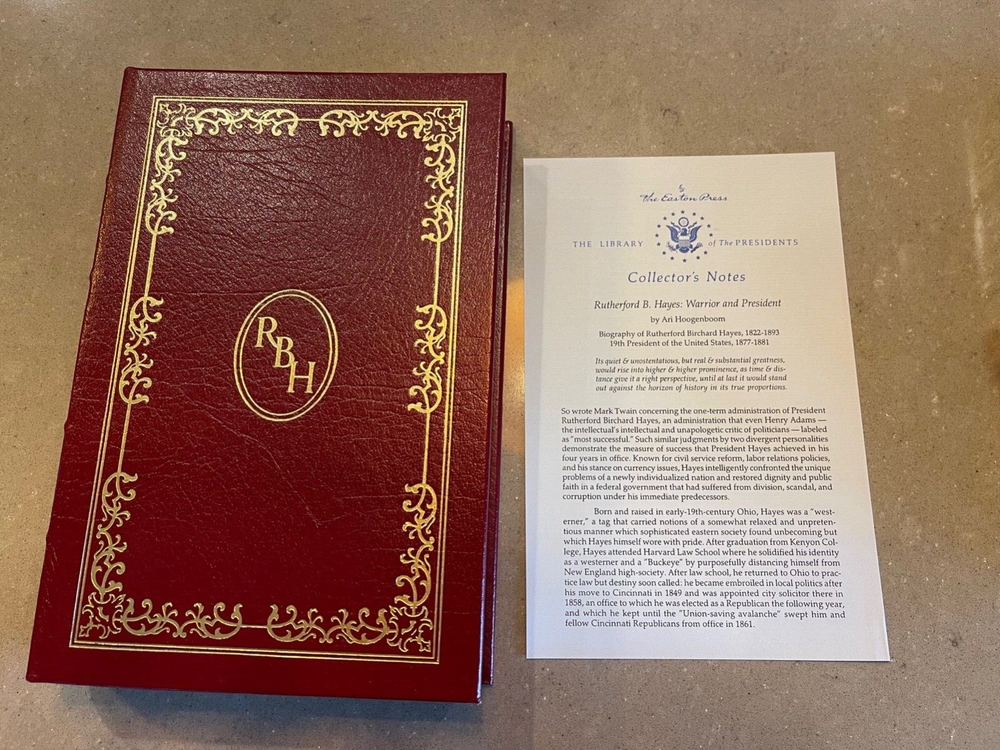 RBH
The Easton Press
THE LIBRARY of The PRESIDENTS
Collector's Notes
Rutherford B. Hayes: Warrior and President
by Ari Hoogenboom
Biography of Rutherford Birchard Hayes, 1822-1893
19th President of the United States, 1877-1881
Its quiet & unostentatious, but real & substantial greatness,
would rise into higher & higher prominence, as time & dis-
tance give it a right perspective, until at last it would stand
out against the horizon of history in its true proportions.
So wrote Mark Twain concerning the one-term administration of President
Rutherford Birchard Hayes, an administration that even Henry Adams —
the intellectual's intellectual and unapologetic critic of politicians — labeled
as "most successful." Such similar judgments by two divergent personalities
demonstrate the measure of success that President Hayes achieved in his
four years in office. Known for civil service reform, labor relations policies,
and his stance on currency issues, Hayes intelligently confronted the unique
problems of a newly individualized nation and restored dignity and public
faith in a federal government that had suffered from division, scandal, and
corruption under his immediate predecessors.
Born and raised in early-19th-century Ohio, Hayes was a "west-
erner," a tag that carried notions of a somewhat relaxed and unpreten-
tious manner which sophisticated eastern society found unbecoming but
which Hayes himself wore with pride. After graduation from Kenyon Col-
lege, Hayes attended Harvard Law School where he solidified his identity
as a westerner and a "Buckeye" by purposefully distancing himself from
New England high-society. After law school, he returned to Ohio to prac-
tice law but destiny soon called: he became embroiled in local politics after
his move to Cincinnati in 1849 and was appointed city solicitor there in
1858, an office to which he was elected as a Republican the following year,
and which he kept until the "Union-saving avalanche" swept him and
fellow Cincinnati Republicans from office in 1861.